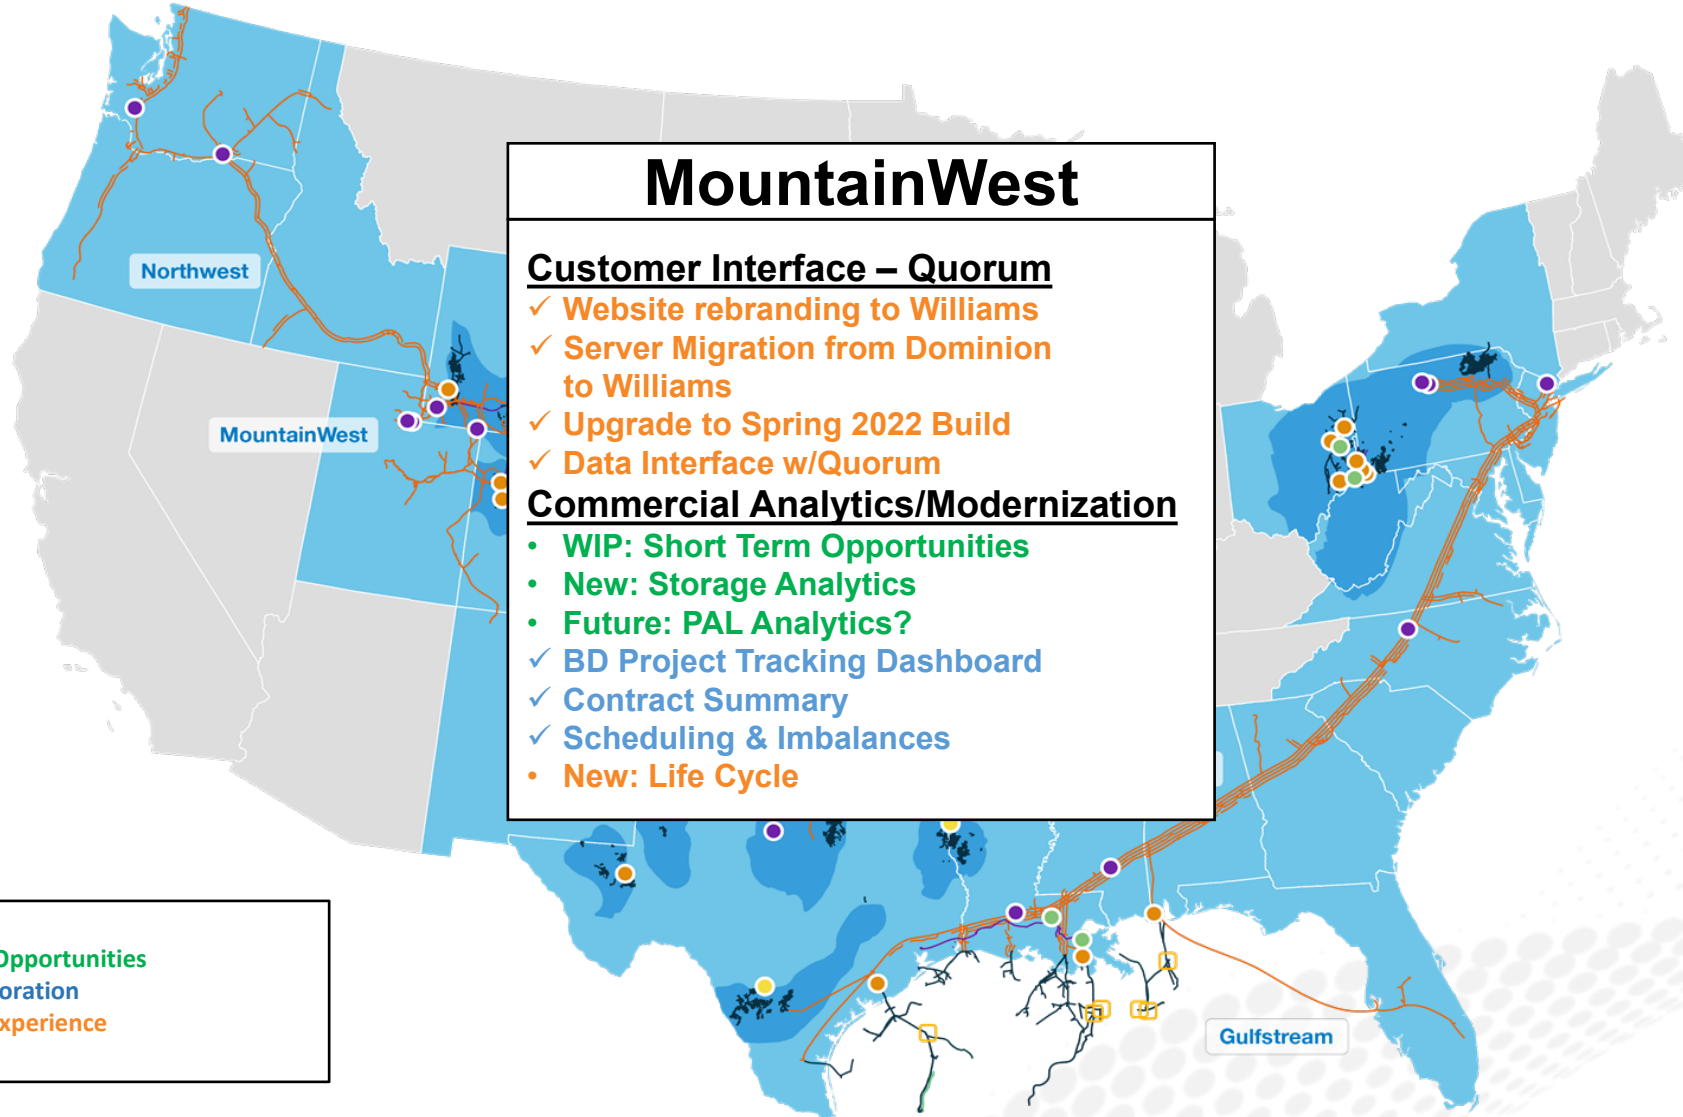 MountainWest
Customer Interface – Quorum
✓ Website rebranding to Williams
✓ Server Migration from Dominion
to Williams
✓ Upgrade to Spring 2022 Build
✓ Data Interface w/Quorum
Commercial Analytics/Modernization
• WIP: Short Term Opportunities
• New: Storage Analytics
• Future: PAL Analytics?
✓ BD Project Tracking Dashboard
✓ Contract Summary
✓ Scheduling & Imbalances
• New: Life Cycle
Northwest
MountainWest
Opportunities
oration
xperience
Gulfstream